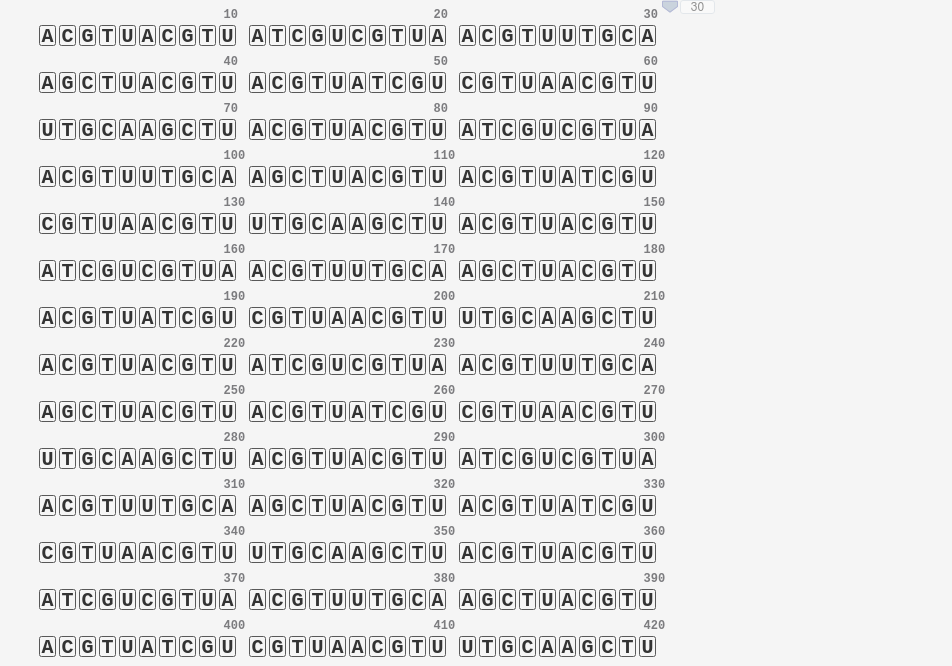 30
10 20 30
ACGTUACGTU ATCGUCGTUA ACGTUUTGCA
40 50 60
AGCTUACGTU ACGTUATCGU CGTUAACGTU
70 80 90
UTGCAAGCTU ACGTUACGTU ATCGUCGTUA
100 110 120
ACGTUUTGCA AGCTUACGTU ACGTUATCGU
130 140 150
CGTUAACGTU UTGCAAGCTU ACGTUACGTU
160 170 180
ATCGUCGTUA ACGTUUTGCA AGCTUACGTU
190 200 210
ACGTUATCGU CGTUAACGTU UTGCAAGCTU
220 230 240
ACGTUACGTU ATCGUCGTUA ACGTUUTGCA
250 260 270
AGCTUACGTU ACGTUATCGU CGTUAACGTU
280 290 300
UTGCAAGCTU ACGTUACGTU ATCGUCGTUA
310 320 330
ACGTUUTGCA AGCTUACGTU ACGTUATCGU
340 350 360
CGTUAACGTU UTGCAAGCTU ACGTUACGTU
370 380 390
ATCGUCGTUA ACGTUUTGCA AGCTUACGTU
400 410 420
ACGTUATCGU CGTUAACGTU UTGCAAGCTU